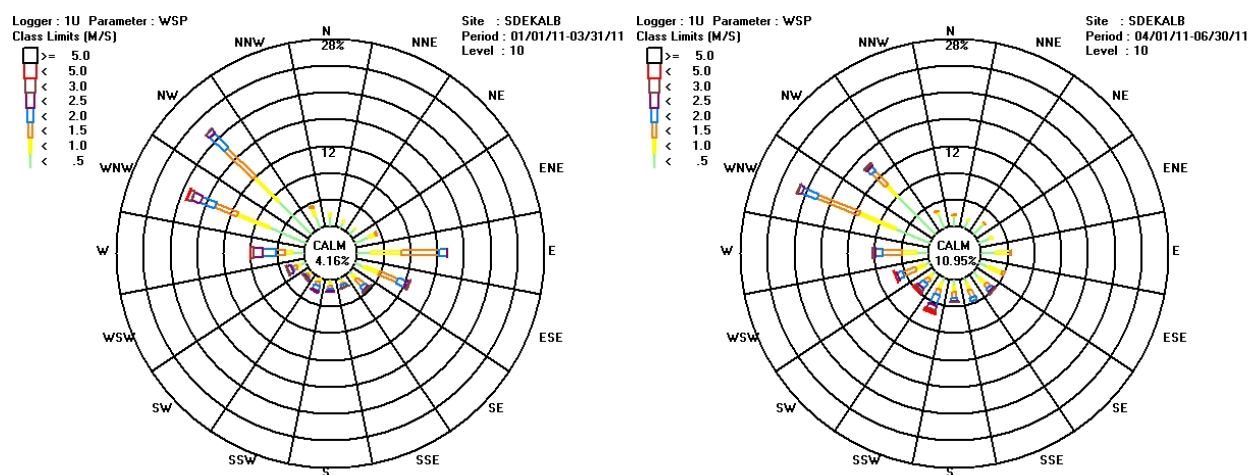 Logger : 1U Parameter : WSP
Class Limits (M/S)
>= 5.0
< 5.0
< 3.0
< 2.5
< 2.0
< 1.5
< 1.0
< .5
Site : SDEKALB
Period : 01/01/11-03/31/11
Level : 10
N
28%
NNW
NNE
NW
NE
12
WNW
ENE
W
CALM
4.16%
E
WSW
ESE
SW
SE
SSW
SSE
S
Logger : 1U Parameter : WSP
Class Limits (M/S)
>= 5.0
< 5.0
< 3.0
< 2.5
< 2.0
< 1.5
< 1.0
< .5
Site : SDEKALB
Period : 04/01/11-06/30/11
Level : 10
N
28%
NNW
NNE
NW
NE
12
WNW
ENE
W
CALM
10.95%
E
WSW
ESE
SW
SE
SSW
SSE
S